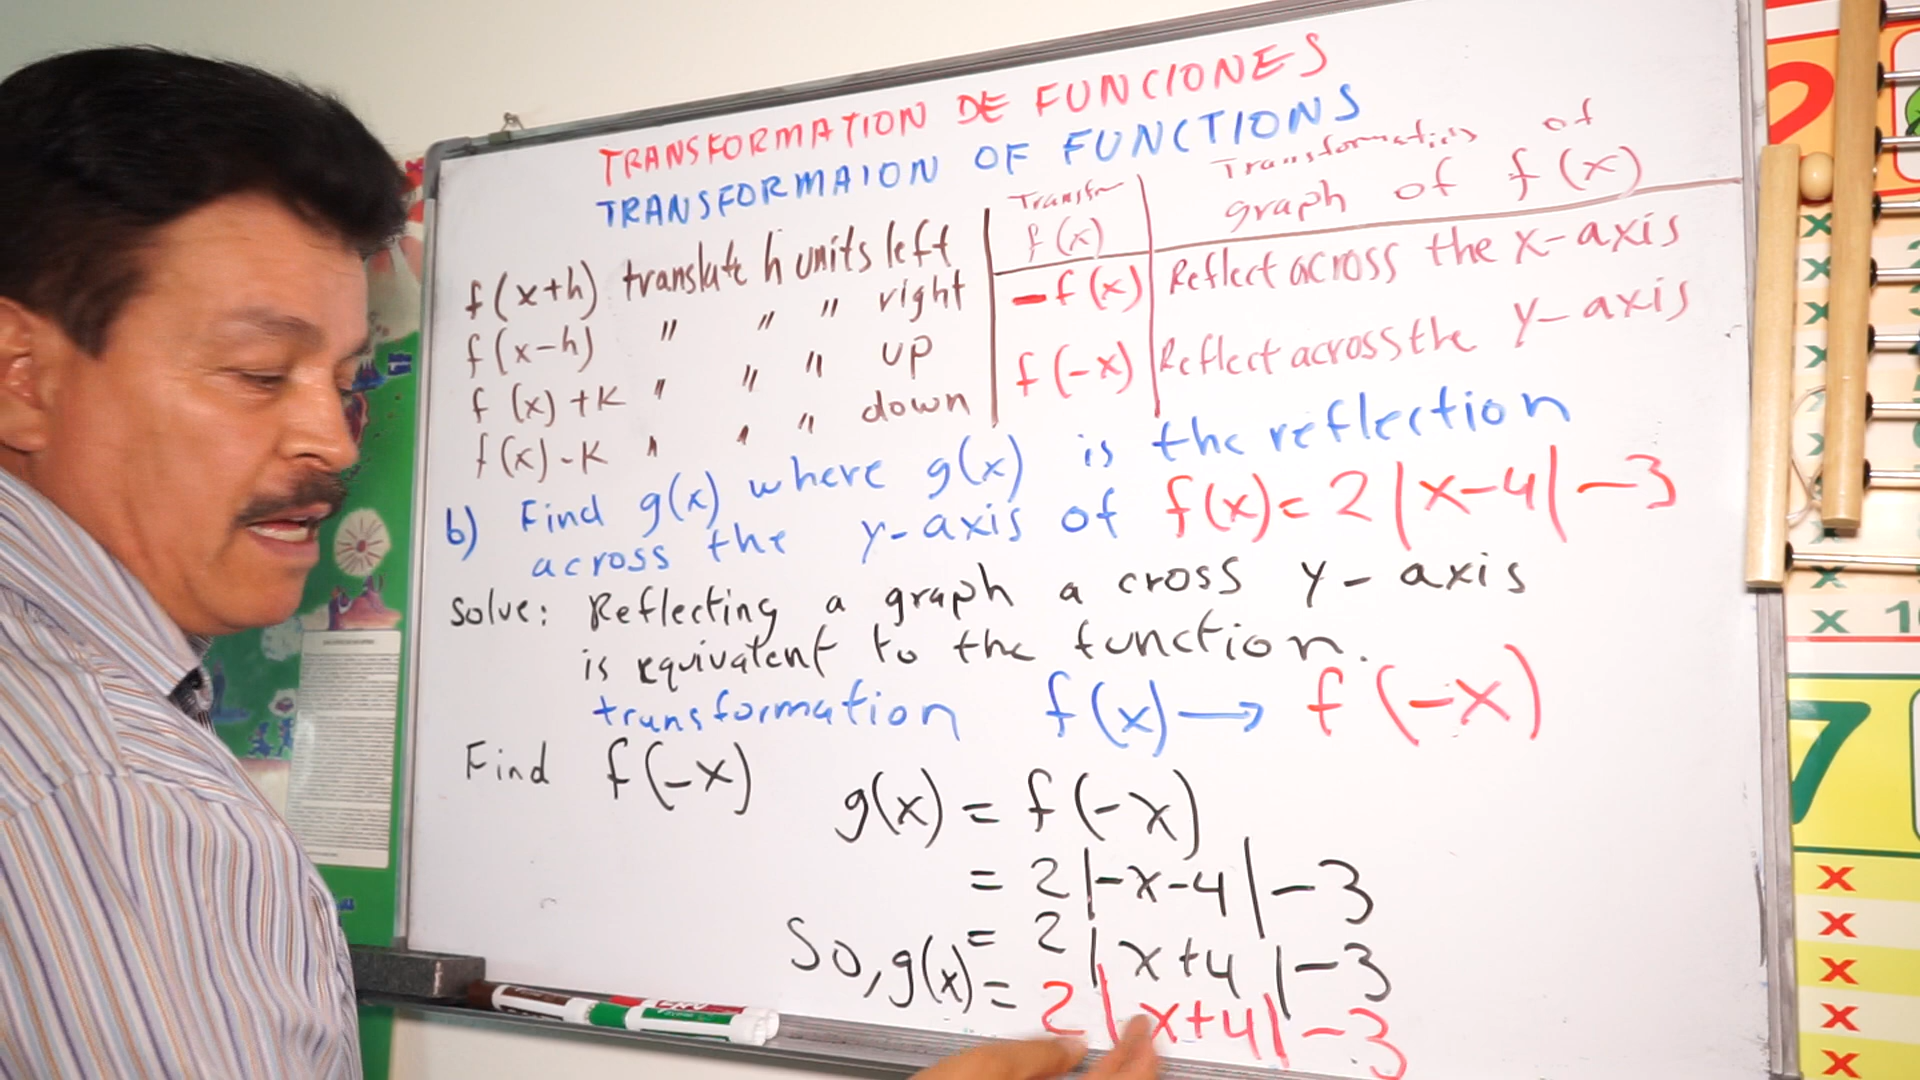 TRANSFORMATION DE FUNCIONES
TRANSFORMAION OF FUNCTIONS
f(x+h) translate h units left
f(x-h) " " " right
f(x)+K " " " up
f(x)-K " " " down
Transfm
f(x)
Transformations of
graph of f(x)
-f(x) Reflect across the x-axis
f(-x) Reflect across the y-axis
b) Find g(x) where g(x) is the reflection
across the y-axis of f(x)= 2|x-4|-3
Solve: Reflecting a graph a cross y-axis
is equivatent to the function.
transformation f(x)→ f(-x)
Find f(-x)
g(x) = f(-x)
= 2|-x-4|-3
= 2|x+4|-3
So, g(x)= 2|x+4|-3
7